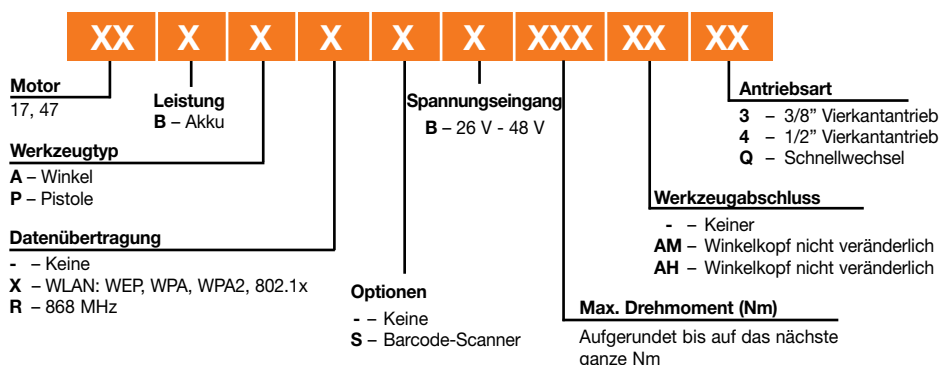 XX X X X X X XXX XX XX
Motor
17, 47
Leistung
B – Akku
Werkzeugtyp
A – Winkel
P – Pistole
Datenübertragung
- – Keine
X – WLAN: WEP, WPA, WPA2, 802.1x
R – 868 MHz
Optionen
- – Keine
S – Barcode-Scanner
Spannungseingang
B – 26 V - 48 V
Max. Drehmoment (Nm)
Aufgerundet bis auf das nächste
ganze Nm
Werkzeugabschluss
- – Keiner
AM – Winkelkopf nicht veränderlich
AH – Winkelkopf nicht veränderlich
Antriebsart
3 – 3/8” Vierkantantrieb
4 – 1/2” Vierkantantrieb
Q – Schnellwechsel